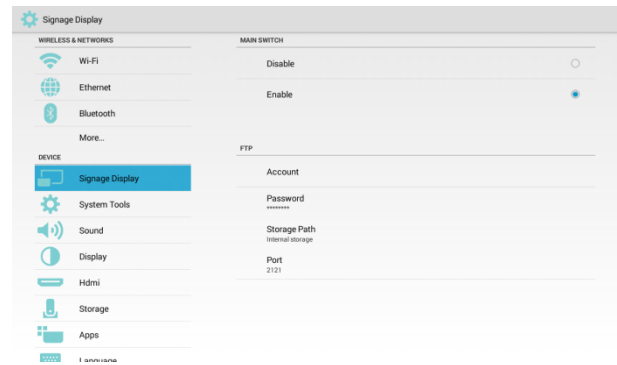 Signage Display
WIRELESS & NETWORKS
Wi-Fi
Ethernet
Bluetooth
More...
DEVICE
Signage Display
System Tools
Sound
Display
Hdmi
Storage
Apps
Language
MAIN SWITCH
Disable
Enable
FTP
Account
Password
********
Storage Path
Internal storage
Port
2121